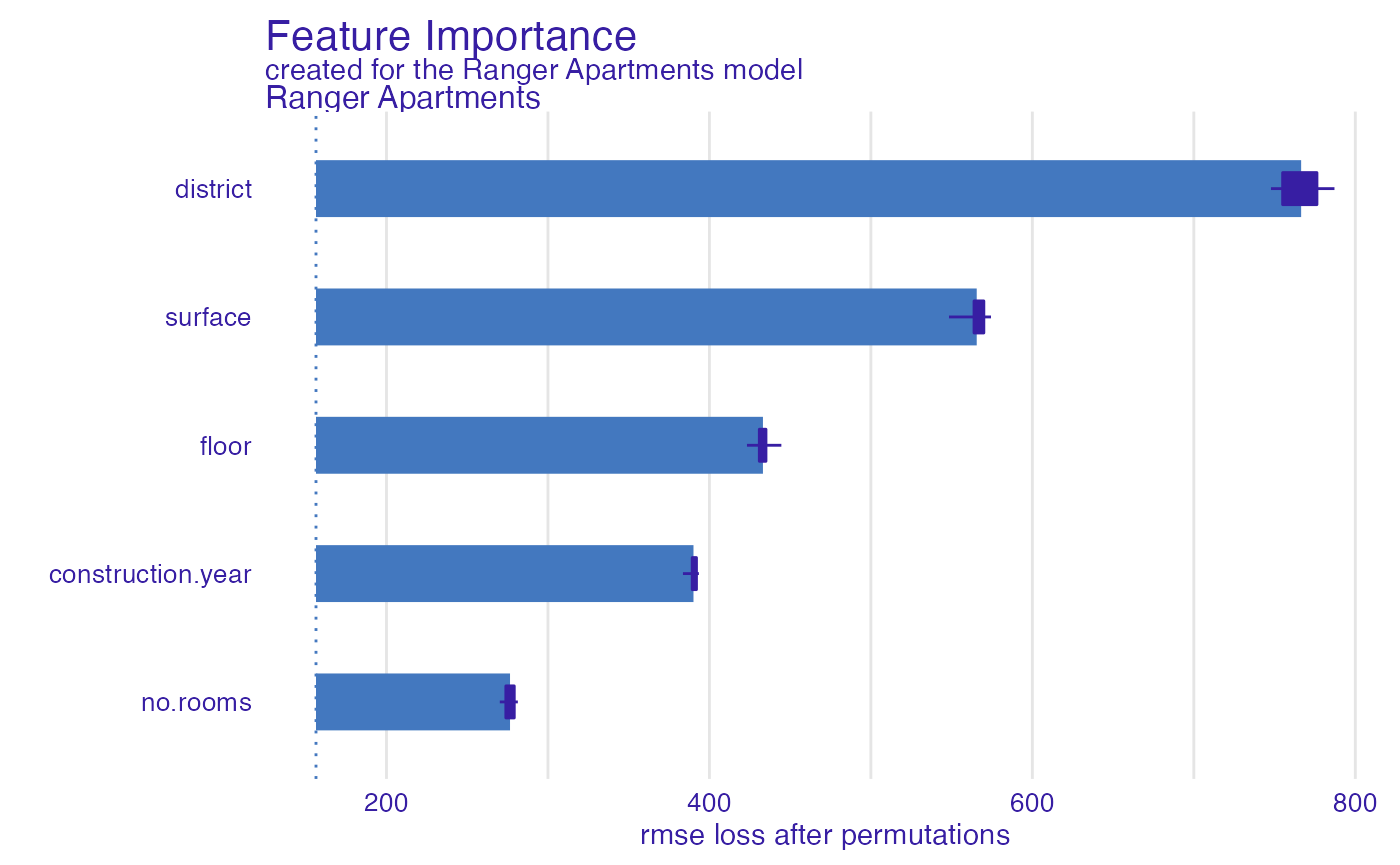 Feature Importance
created for the Ranger Apartments model
Ranger Apartments
district
surface
floor
construction.year
no.rooms
200 400 600 800
rmse loss after permutations